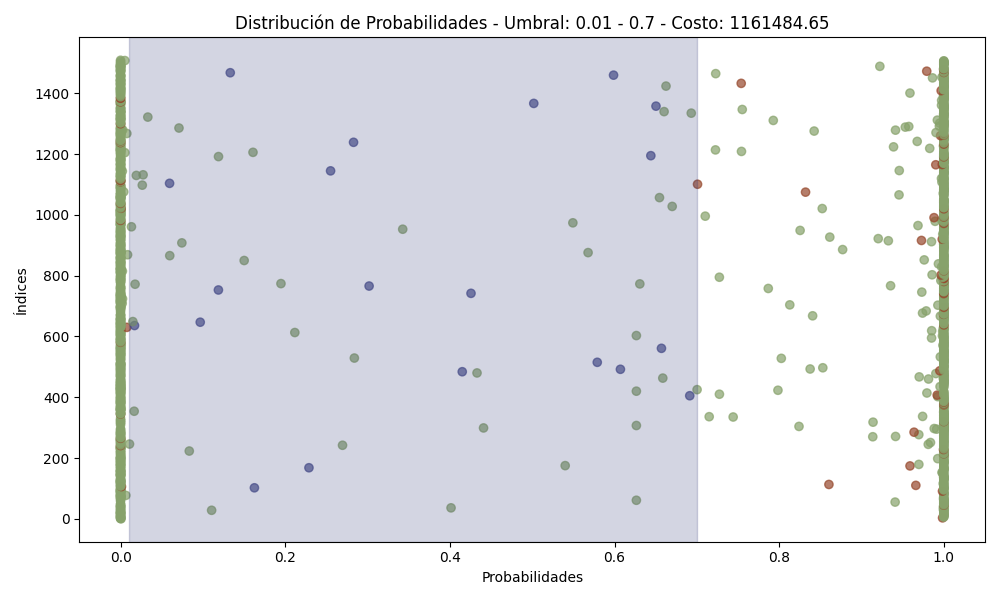 Distribución de Probabilidades - Umbral: 0.01 - 0.7 - Costo: 1161484.65
1400
1200
1000
800
600
400
200
0
Índices
0.0 0.2 0.4 0.6 0.8 1.0
Probabilidades